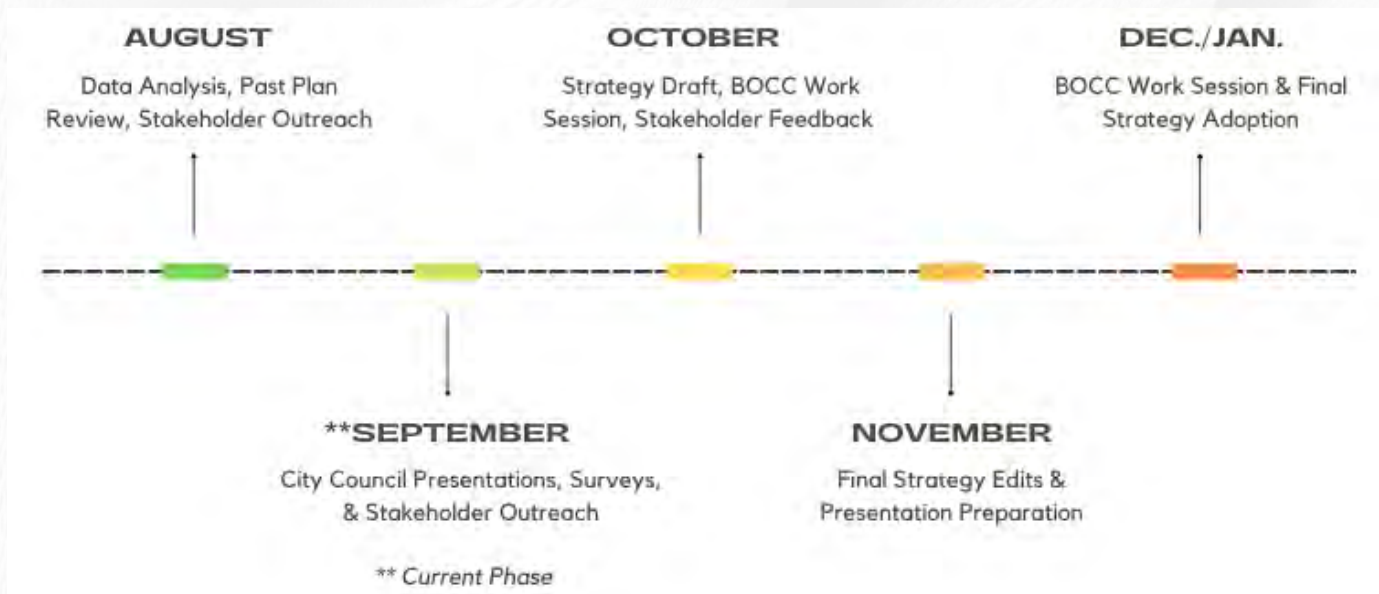 AUGUST
Data Analysis, Past Plan
Review, Stakeholder Outreach
OCTOBER
Strategy Draft, BOCC Work
Session, Stakeholder Feedback
DEC./JAN.
BOCC Work Session & Final
Strategy Adoption
**SEPTEMBER
City Council Presentations, Surveys,
& Stakeholder Outreach
** Current Phase
NOVEMBER
Final Strategy Edits &
Presentation Preparation